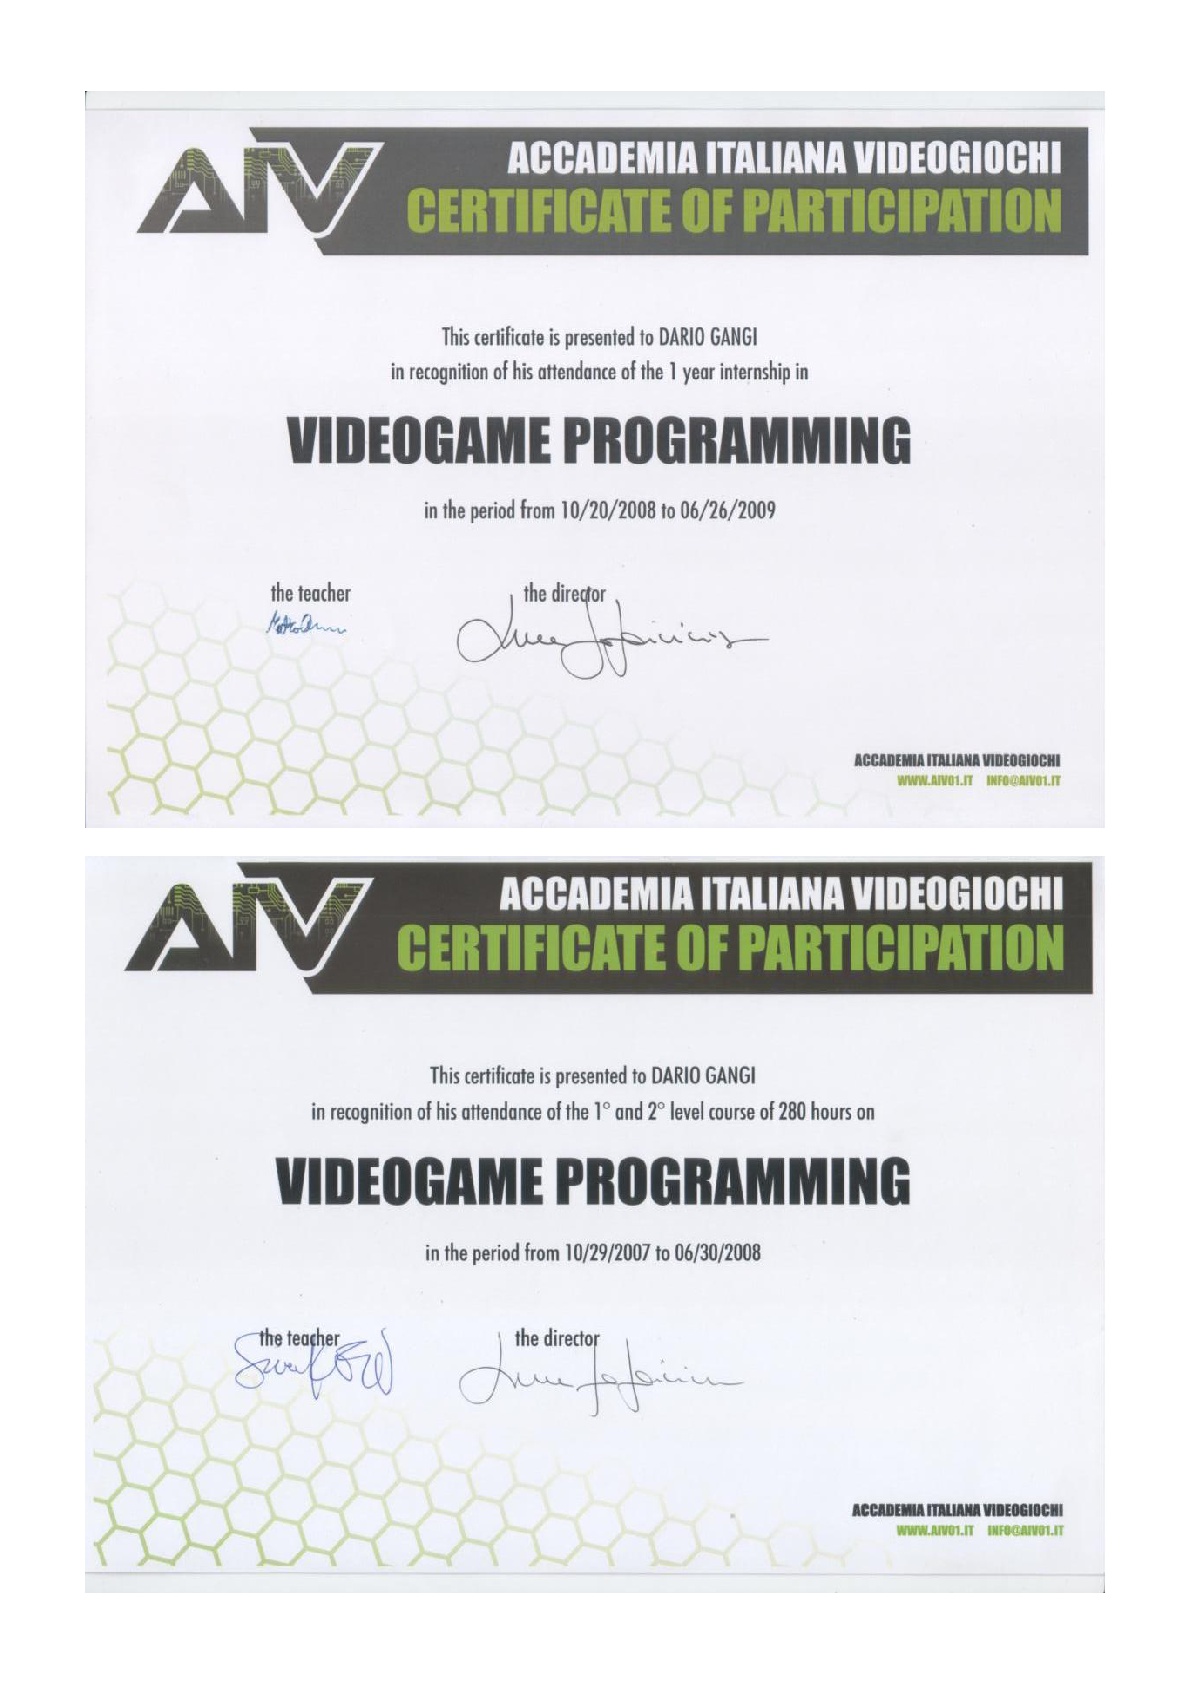 AIV
ACCADEMIA ITALIANA VIDEOGIOCHI
CERTIFICATE OF PARTICIPATION
This certificate is presented to DARIO GANGI
in recognition of his attendance of the 1 year internship in
VIDEOGAME PROGRAMMING
in the period from 10/20/2008 to 06/26/2009
the teacher the director
ACCADEMIA ITALIANA VIDEOGIOCHI
WWW.AIV01.IT INFO@AIV01.IT
AIV
ACCADEMIA ITALIANA VIDEOGIOCHI
CERTIFICATE OF PARTICIPATION
This certificate is presented to DARIO GANGI
in recognition of his attendance of the 1° and 2° level course of 280 hours on
VIDEOGAME PROGRAMMING
in the period from 10/29/2007 to 06/30/2008
the teacher the director
ACCADEMIA ITALIANA VIDEOGIOCHI
WWW.AIV01.IT INFO@AIV01.IT